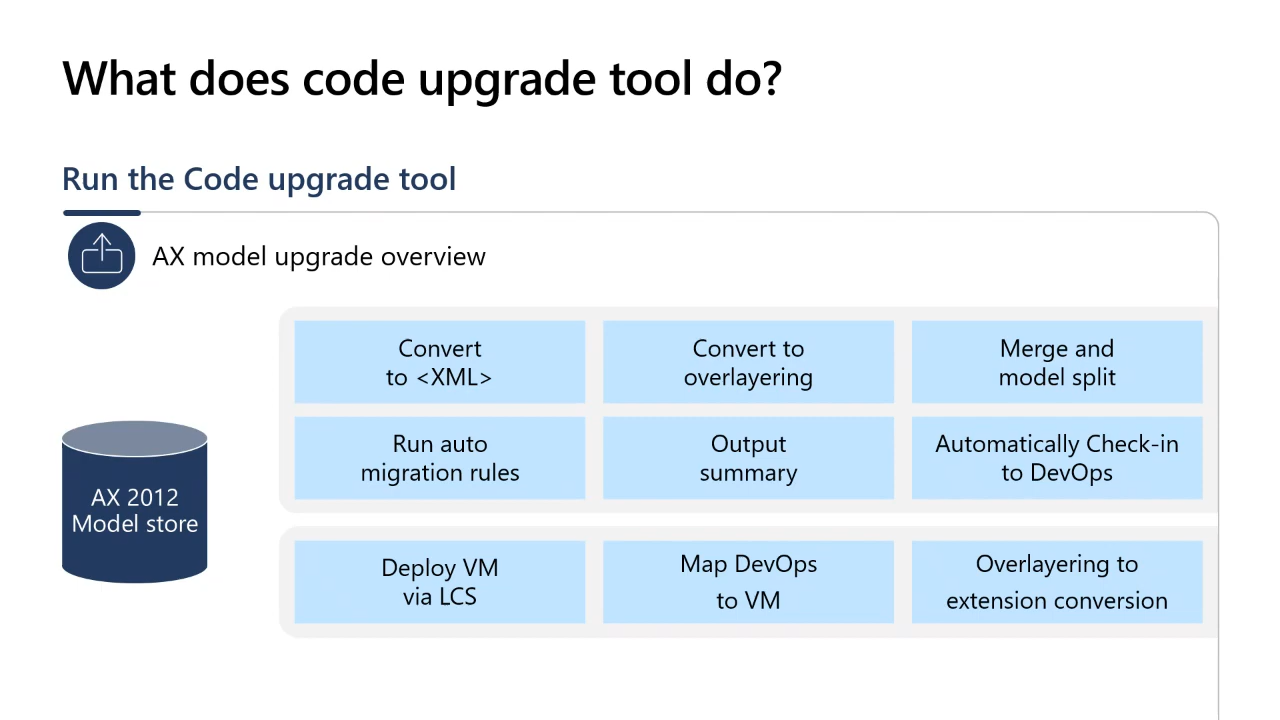 What does code upgrade tool do?
Run the Code upgrade tool
AX model upgrade overview
AX 2012
Model store
Convert
to <XML>
Convert to
overlayering
Merge and
model split
Run auto
migration rules
Output
summary
Automatically Check-in
to DevOps
Deploy VM
via LCS
Map DevOps
to VM
Overlayering to
extension conversion